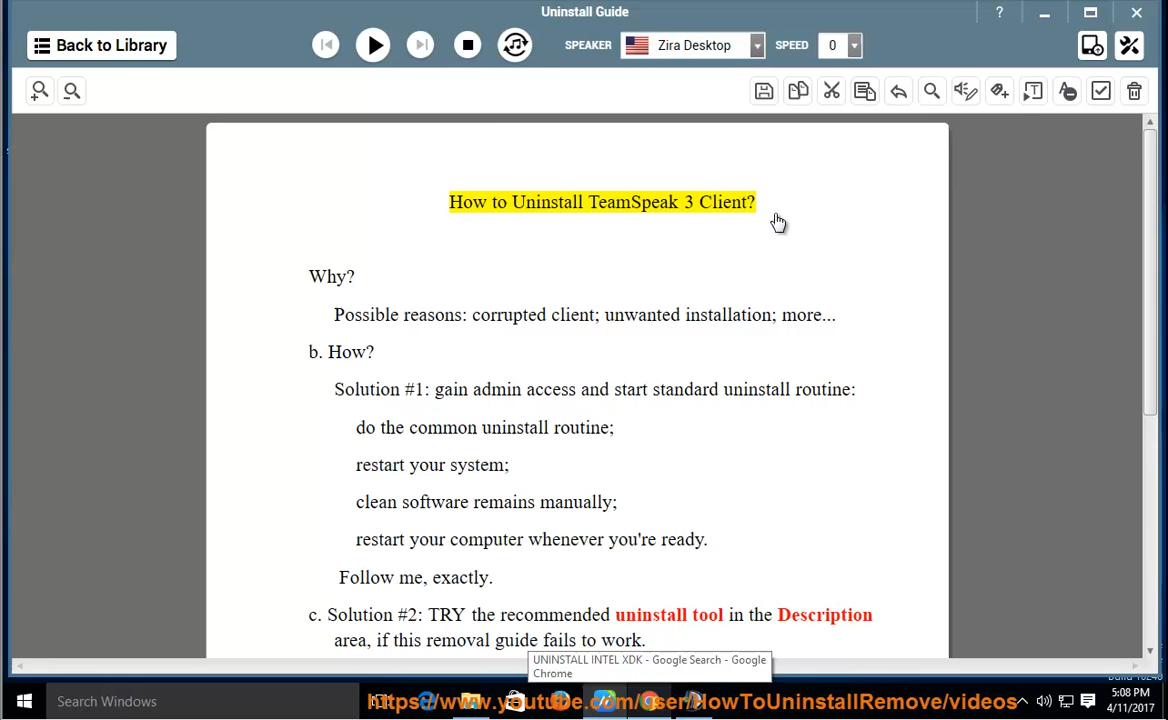 Uninstall Guide
?
Back to Library
SPEAKER
Zira Desktop
SPEED
0
How to Uninstall TeamSpeak 3 Client?
Why?
Possible reasons: corrupted client; unwanted installation; more...
b. How?
Solution #1: gain admin access and start standard uninstall routine:
do the common uninstall routine;
restart your system;
clean software remains manually;
restart your computer whenever you're ready.
Follow me, exactly.
c. Solution #2: TRY the recommended uninstall tool in the Description
area, if this removal guide fails to work.
UNINSTALL INTEL XDK - Google Search - Google
Chrome
Build 10240
Search Windows
https://www.youtube.com/user/HowToUninstallRemove/videos
5:08 PM
4/11/2017